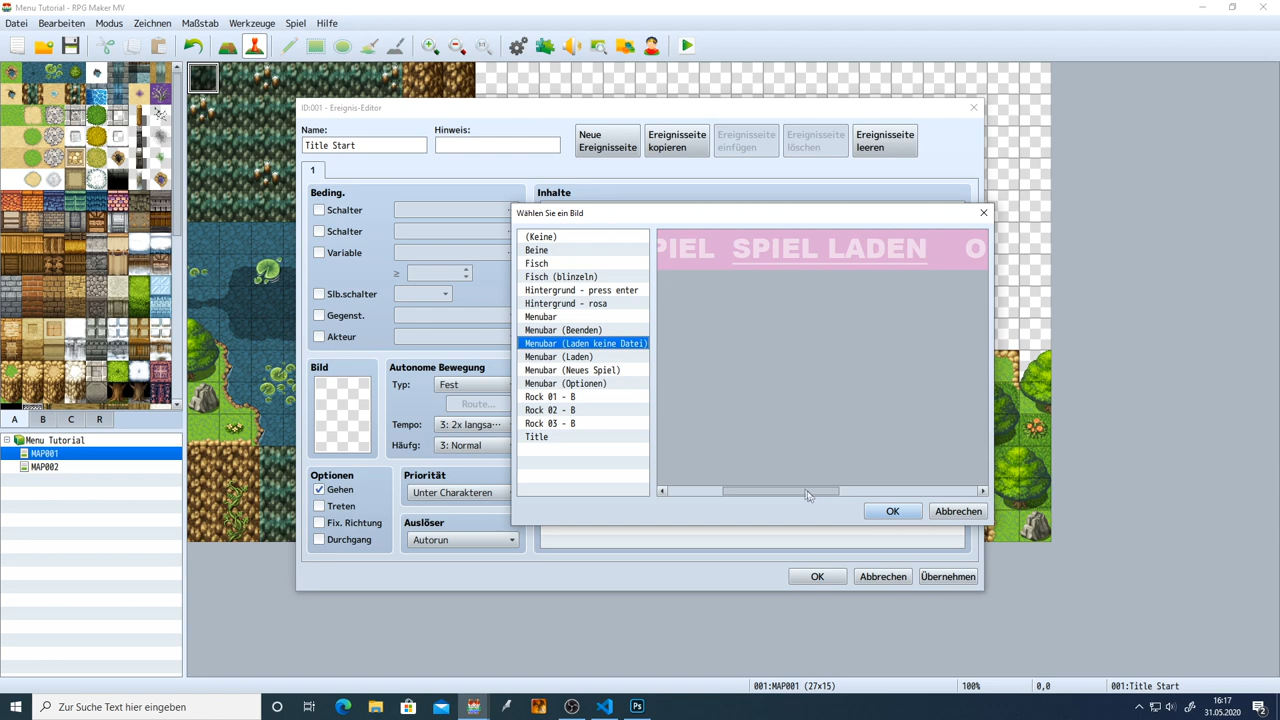 Menu Tutorial - RPG Maker MV
Datei Bearbeiten Modus Zeichnen Maßstab Werkzeuge Spiel Hilfe
ID:001 - Ereignis-Editor
Name: Hinweis:
Title Start
Neue Ereignisseite
Ereignisseite kopieren
Ereignisseite einfügen
Ereignisseite löschen
Ereignisseite leeren
1
Beding.
Schalter
Schalter
Variable
≥
Slb.schalter
Gegenst.
Akteur
Inhalte
Bild
Autonome Bewegung
Typ: Fest
Route...
Tempo: 3: 2x langsa...
Häufg: 3: Normal
Optionen
Gehen
Treten
Fix. Richtung
Durchgang
Priorität
Unter Charakteren
Auslöser
Autorun
OK Abbrechen Übernehmen
Wählen Sie ein Bild
(Keine)
Beine
Fisch
Fisch (blinzeln)
Hintergrund - press enter
Hintergrund - rosa
Menubar
Menubar (Beenden)
Menubar (Laden keine Datei)
Menubar (Laden)
Menubar (Neues Spiel)
Menubar (Optionen)
Rock 01 - B
Rock 02 - B
Rock 03 - B
Title
PIEL SPIEL LADEN O
OK Abbrechen
A B C R
Menu Tutorial
MAP001
MAP002
001:MAP001 (27x15) 100% 0,0 001:Title Start
Zur Suche Text hier eingeben
16:17
31.05.2020
2